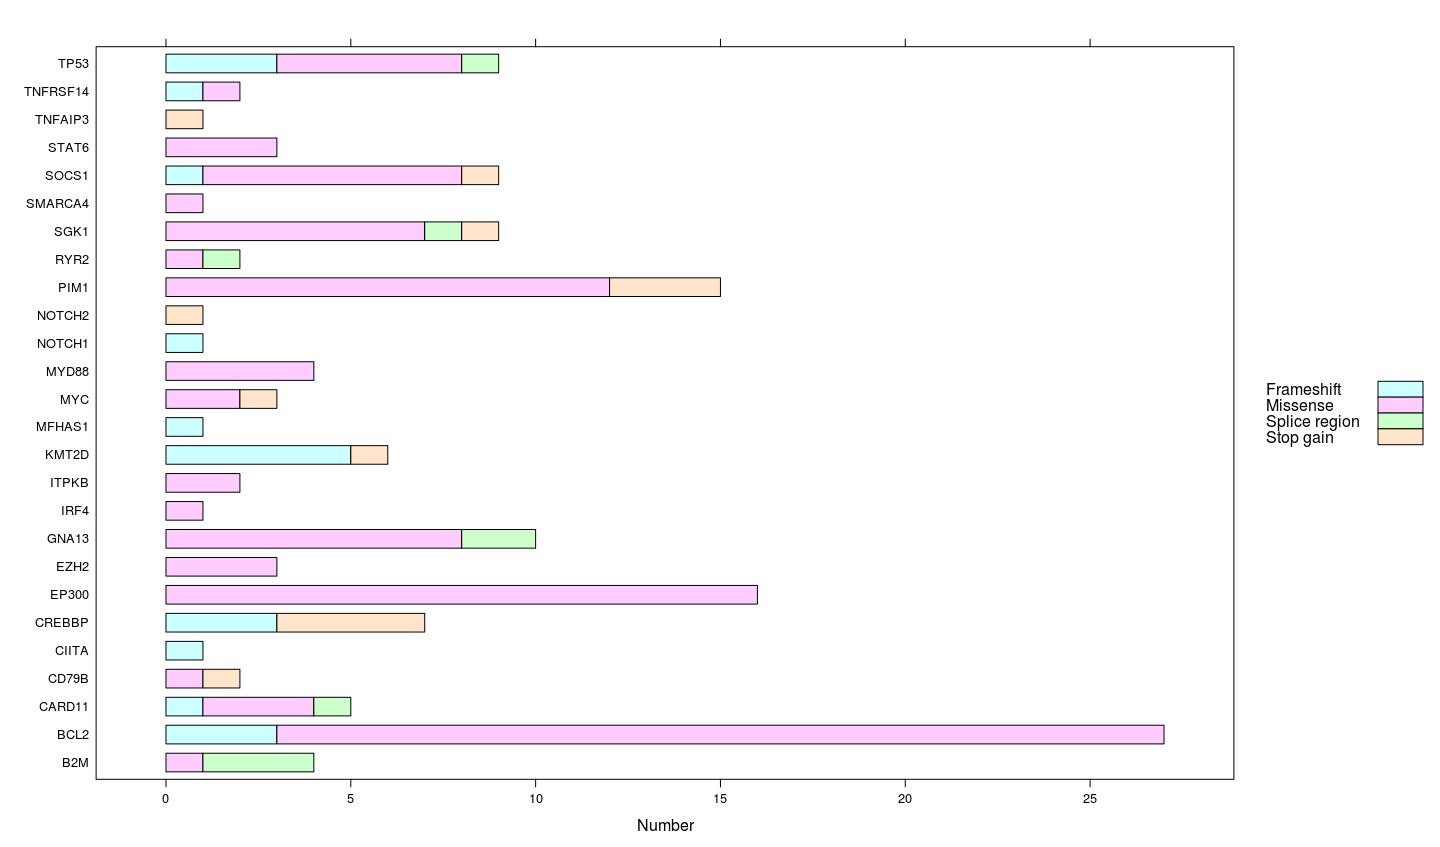 TP53
TNFRSF14
TNFAIP3
STAT6
SOCS1
SMARCA4
SGK1
RYR2
PIM1
NOTCH2
NOTCH1
MYD88
MYC
MFHAS1
KMT2D
ITPKB
IRF4
GNA13
EZH2
EP300
CREBBP
CIITA
CD79B
CARD11
BCL2
B2M
0 5 10 15 20 25
Number
Frameshift
Missense
Splice region
Stop gain